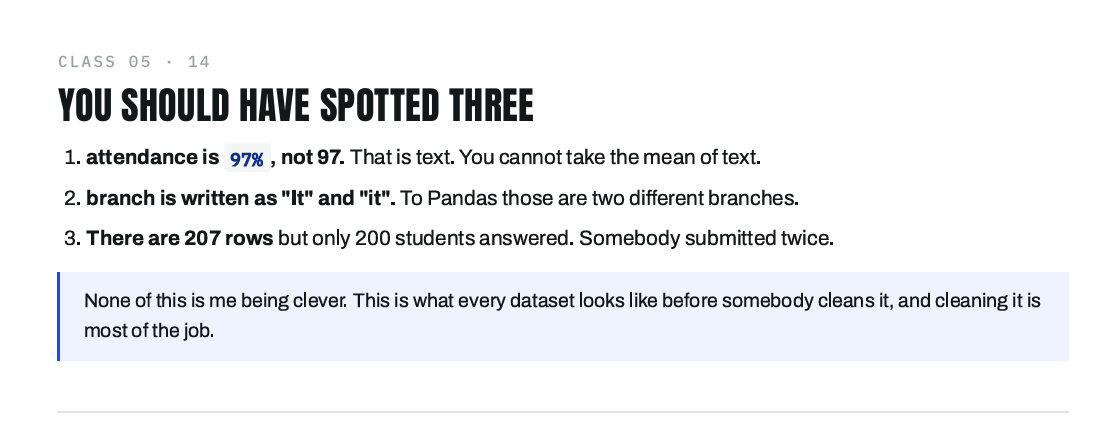 CLASS 05 · 14
YOU SHOULD HAVE SPOTTED THREE
1. attendance is 97% , not 97. That is text. You cannot take the mean of text.
2. branch is written as "It" and "it". To Pandas those are two different branches.
3. There are 207 rows but only 200 students answered. Somebody submitted twice.
None of this is me being clever. This is what every dataset looks like before somebody cleans it, and cleaning it is
most of the job.